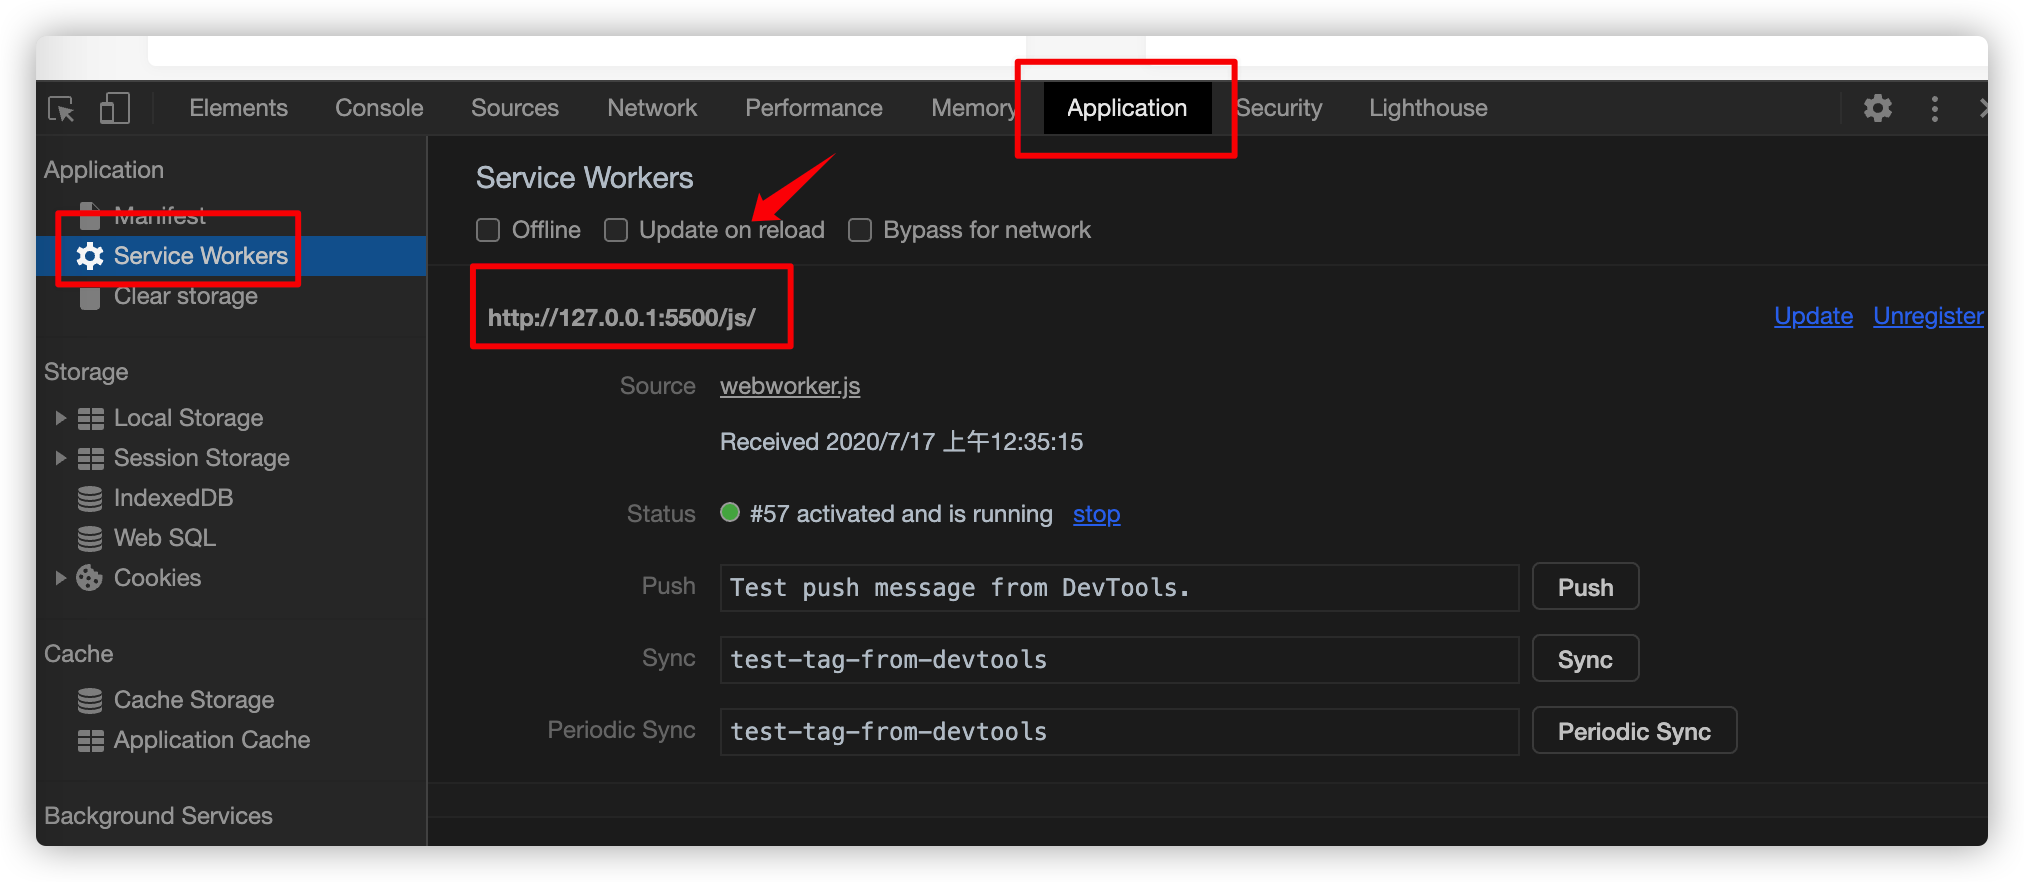 Elements Console Sources Network Performance Memory Application Security Lighthouse
Application
Manifest
Service Workers
Clear storage
Storage
Local Storage
Session Storage
IndexedDB
Web SQL
Cookies
Cache
Cache Storage
Application Cache
Background Services
Service Workers
Offline Update on reload Bypass for network
http://127.0.0.1:5500/js/ Update Unregister
Source webworker.js
Received 2020/7/17 上午12:35:15
Status #57 activated and is running stop
Push Test push message from DevTools. Push
Sync test-tag-from-devtools Sync
Periodic Sync test-tag-from-devtools Periodic Sync